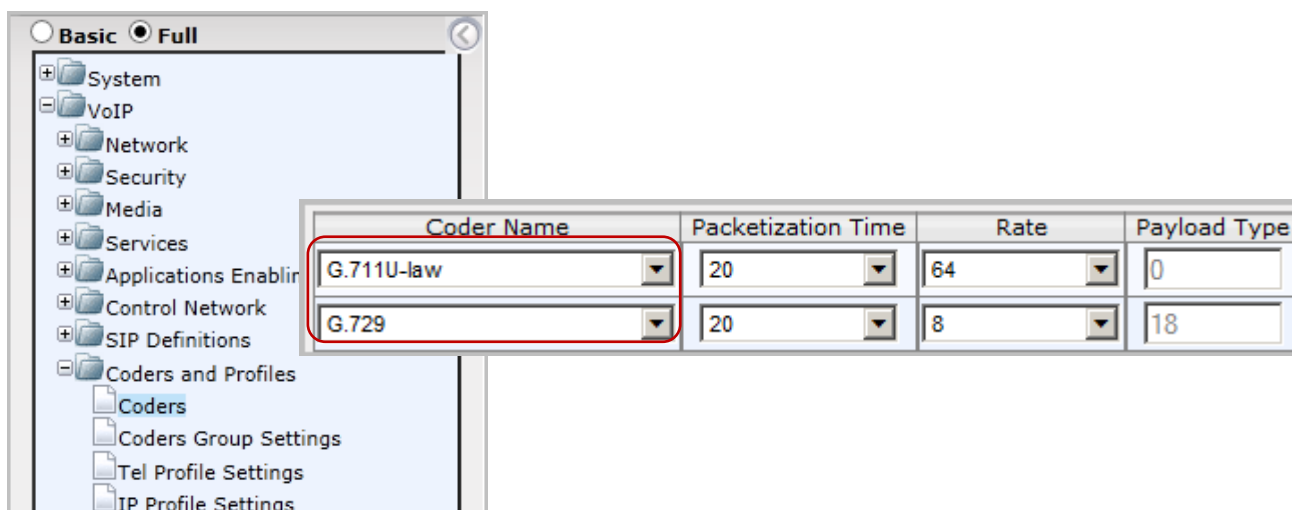 Basic Full
System
VoIP
Network
Security
Media
Services
Applications Enablin
Control Network
SIP Definitions
Coders and Profiles
Coders
Coders Group Settings
Tel Profile Settings
IP Profile Settings
Coder Name Packetization Time Rate Payload Type
G.711U-law 20 64 0
G.729 20 8 18